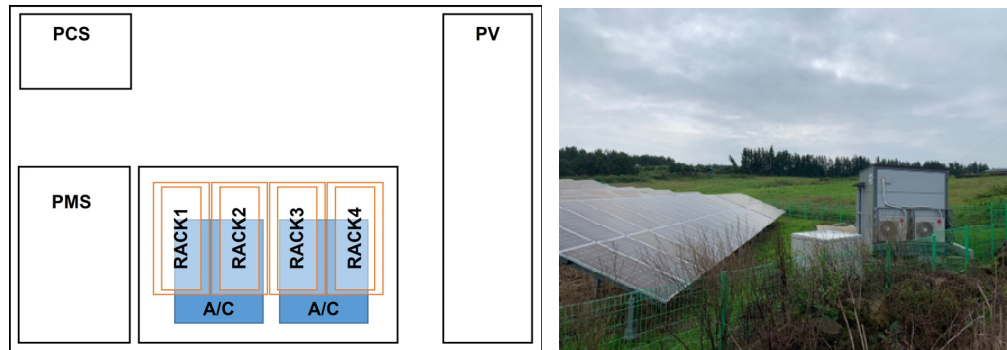 PCS
PV
PMS
RACK1
RACK2
RACK3
RACK4
A/C
A/C